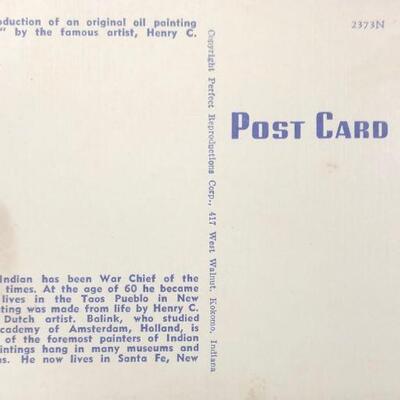 oduction of an original oil painting
" by the famous artist, Henry C.
Indian has been War Chief of the
times. At the age of 60 he became
lives in the Taos Pueblo in New
ting was made from life by Henry C.
Dutch artist. Balink, who studied
cademy of Amsterdam, Holland, is
of the foremost painters of Indian
intings hang in many museums and
ns. He now lives in Santa Fe, New
Copyright Perfect Reproductions Corp., 417 West Walnut, Kokomo, Indiana
2373N
POST CARD